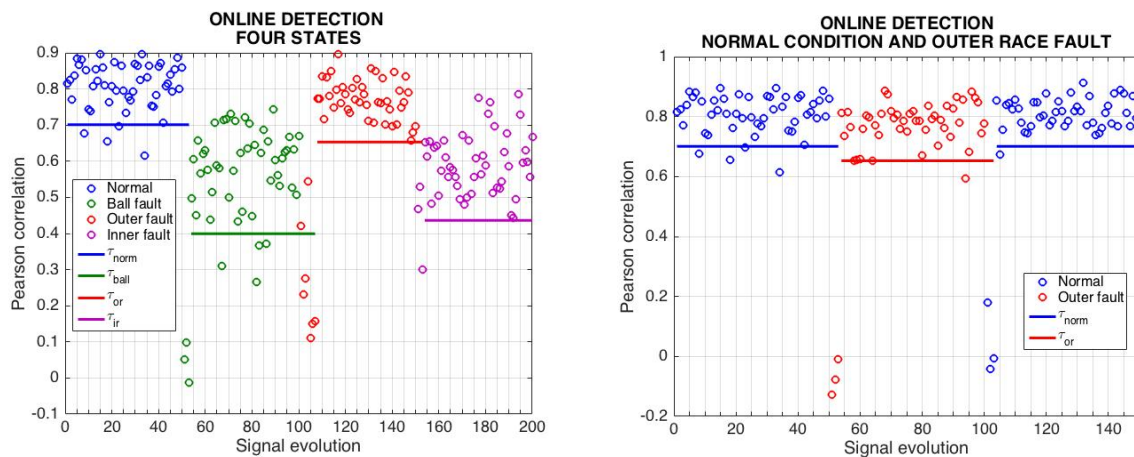 ONLINE DETECTION
FOUR STATES
0.9
0.8
0.7
0.6
0.5
0.4
0.3
0.2
0.1
0
-0.1
Pearson correlation
Normal
Ball fault
Outer fault
Inner fault
τnorm
τball
τor
τir
0 20 40 60 80 100 120 140 160 180 200
Signal evolution
ONLINE DETECTION
NORMAL CONDITION AND OUTER RACE FAULT
1
0.8
0.6
0.4
0.2
0
-0.2
Pearson correlation
Normal
Outer fault
τnorm
τor
0 20 40 60 80 100 120 140
Signal evolution